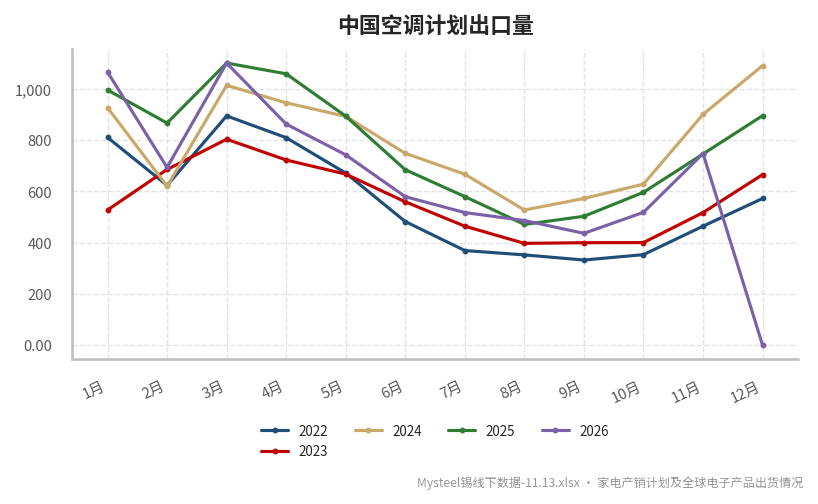 中国空调计划出口量
1,000
800
600
400
200
0.00
1月 2月 3月 4月 5月 6月 7月 8月 9月 10月 11月 12月
2022 2024 2025 2026
2023
Mysteel锡线下数据-11.13.xlsx • 家电产销计划及全球电子产品出货情况